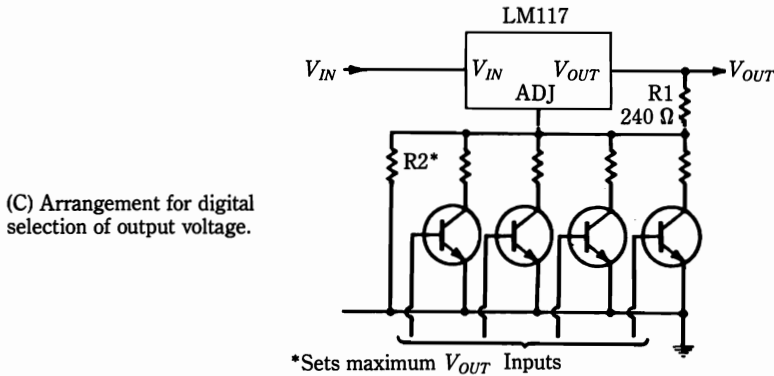 LM117
V_IN V_IN V_OUT V_OUT
ADJ
R1
240 Ω
R2*
(C) Arrangement for digital
selection of output voltage.
*Sets maximum V_OUT Inputs